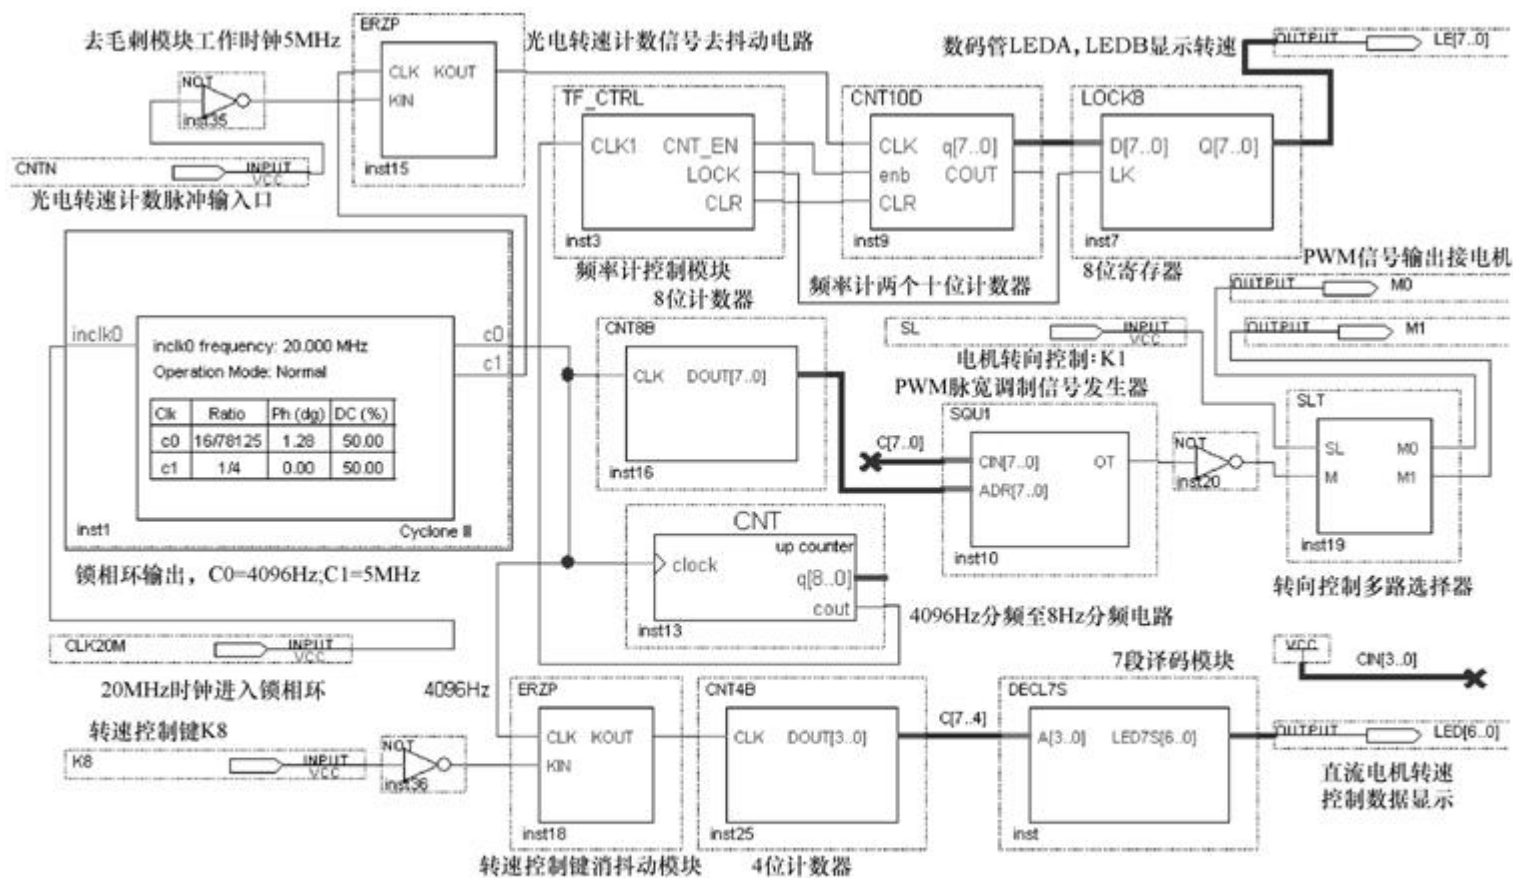 ERZP
去毛刺模块工作时钟5MHz
光电转速计数信号去抖动电路
数码管LEDA,LEDB显示转速
OUTPUT
LE[7..0]
NOT
inst35
CLK KOUT
KIN
inst15
TF_CTRL
CLK1 CNT_EN
LOCK
CLR
inst3
CNT10D
CLK q[7..0]
enb COUT
CLR
inst9
LOCK8
D[7..0] Q[7..0]
LK
inst7
CNTN
INPUT
VCC
光电转速计数脉冲输入口
频率计控制模块
频率计两个十位计数器
8位寄存器
PWM信号输出接电机
OUTPUT
M0
OUTPUT
M1
8位计数器
CNT8B
CLK DOUT[7..0]
inst16
SL
INPUT
VCC
电机转向控制:K1
PWM脉宽调制信号发生器
inclk0
c0
c1
inclk0 frequency: 20.000 MHz
Operation Mode: Normal
Clk Ratio Ph (dg) DC (%)
c0 16/78125 1.28 50.00
c1 1/4 0.00 50.00
inst1
Cyclone III
锁相环输出，C0=4096Hz;C1=5MHz
SQU1
C[7..0]
CIN[7..0] OT
ADR[7..0]
inst10
NOT
inst20
SLT
SL M0
M M1
inst19
转向控制多路选择器
CNT
up counter
clock
q[8..0]
cout
inst13
4096Hz分频至8Hz分频电路
CLK20M
INPUT
VCC
20MHz时钟进入锁相环
4096Hz
转速控制键K8
K8
INPUT
VCC
NOT
inst36
ERZP
CLK KOUT
KIN
inst18
转速控制键消抖动模块
CNT4B
CLK DOUT[3..0]
inst25
4位计数器
C[7..4]
7段译码模块
DECL7S
A[3..0] LED7S[6..0]
inst
VCC
CIN[3..0]
OUTPUT
LED[6..0]
直流电机转速
控制数据显示